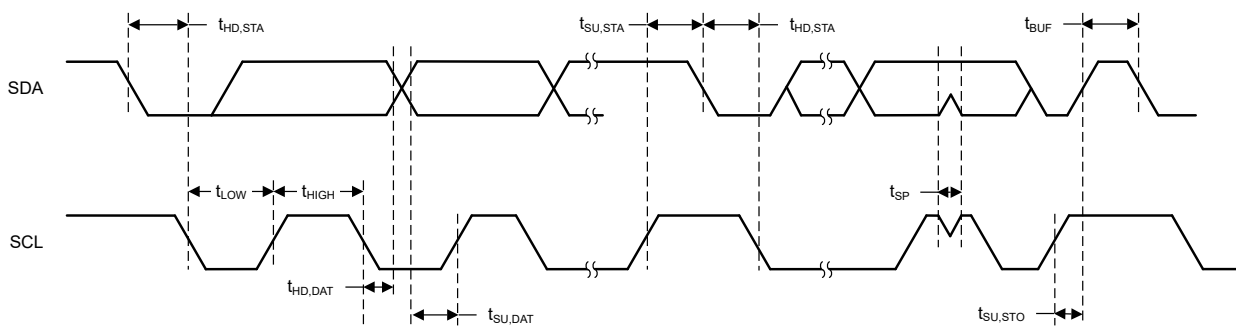 tHD,STA
tSU,STA
tHD,STA
tBUF
SDA
tLOW
tHIGH
tSP
SCL
tHD,DAT
tSU,DAT
tSU,STO